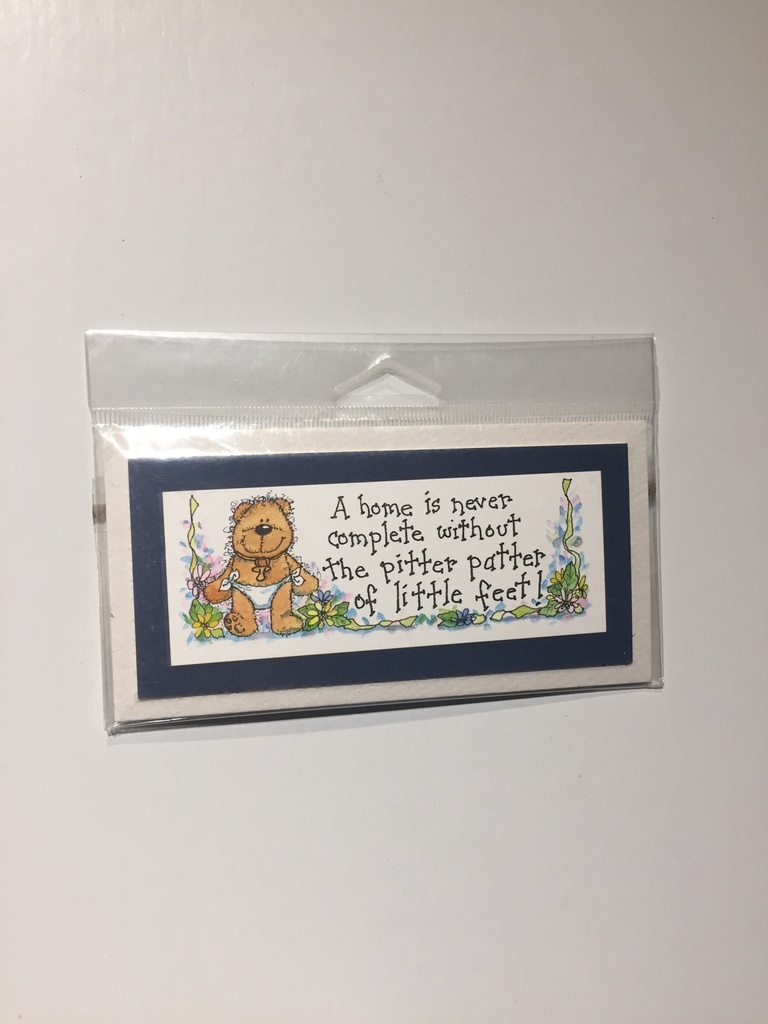 A home is never
complete without
the pitter patter
of little feet!